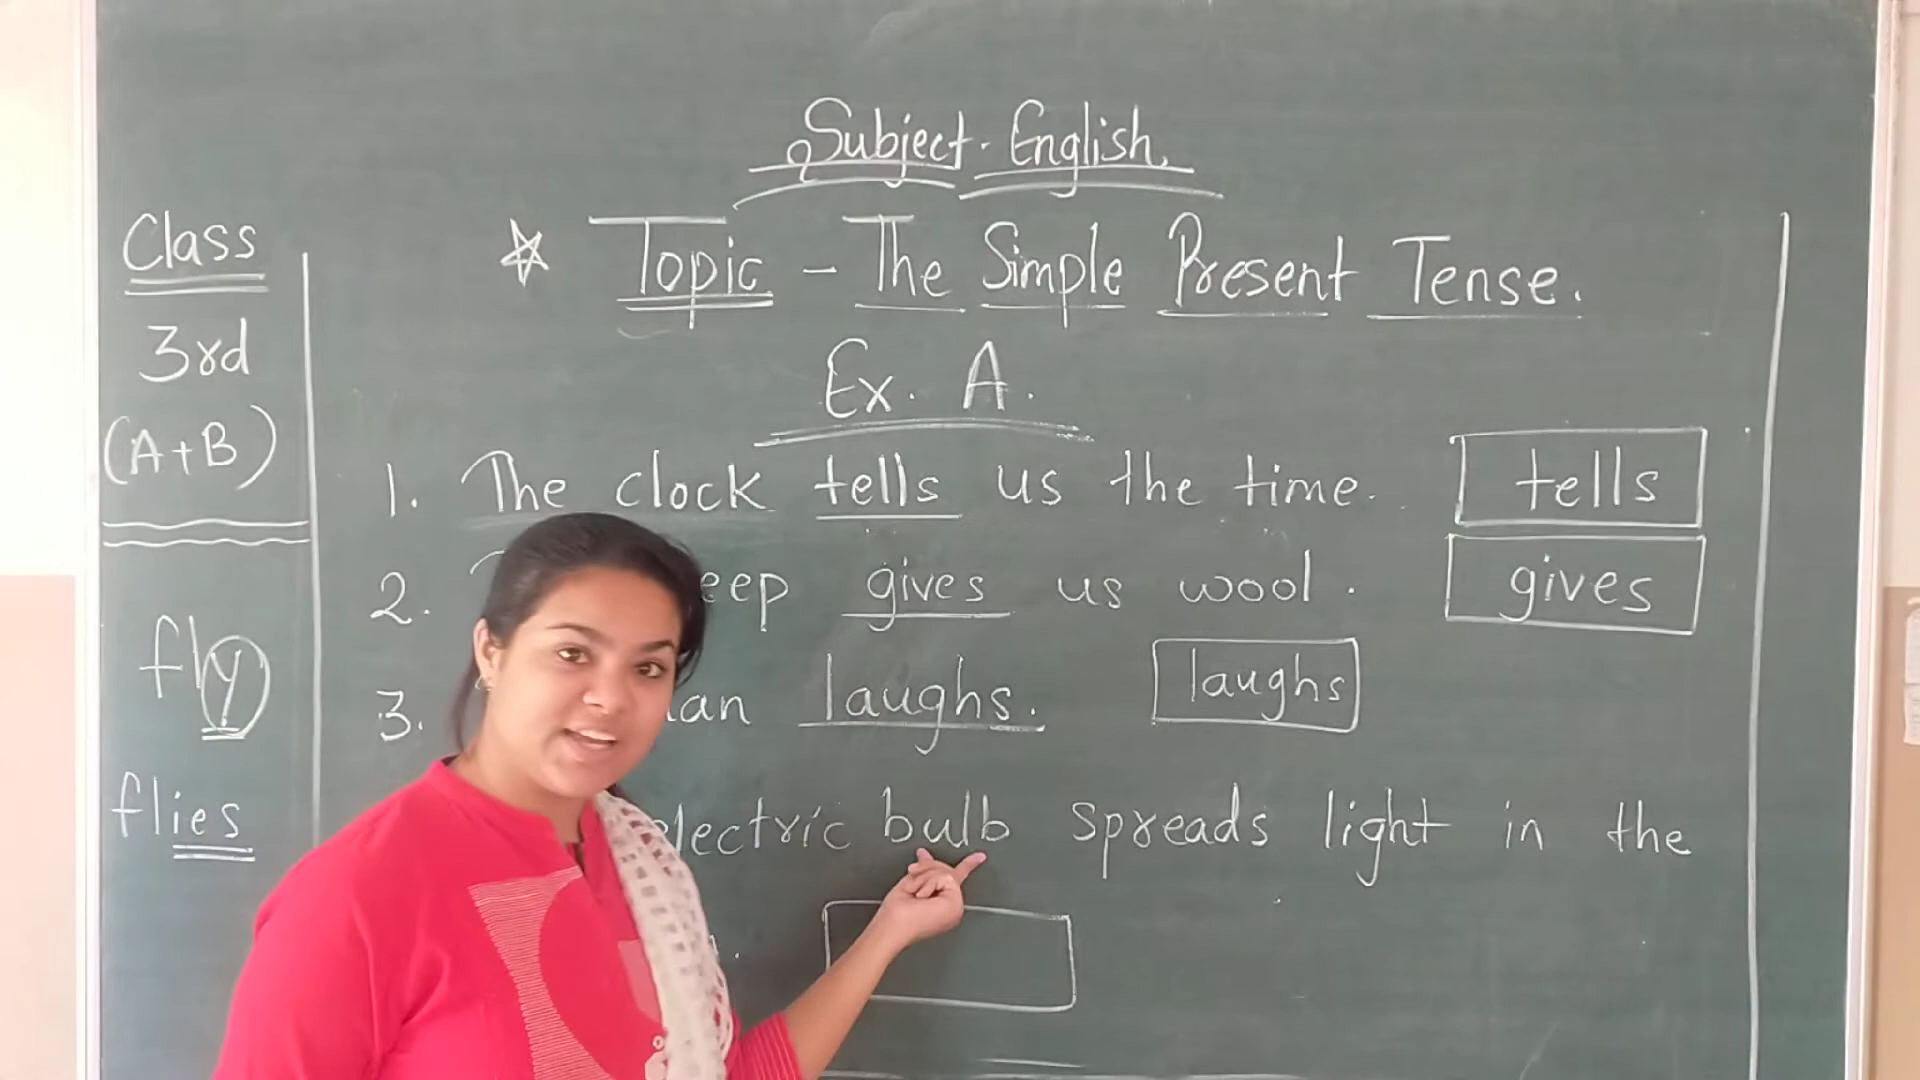 Subject - English.
Class
3rd
(A+B)
fly
flies
Topic - The Simple Present Tense.
Ex. A.
1. The clock tells us the time. tells
2. eep gives us wool. gives
3. an laughs. laughs
electric bulb spreads light in the